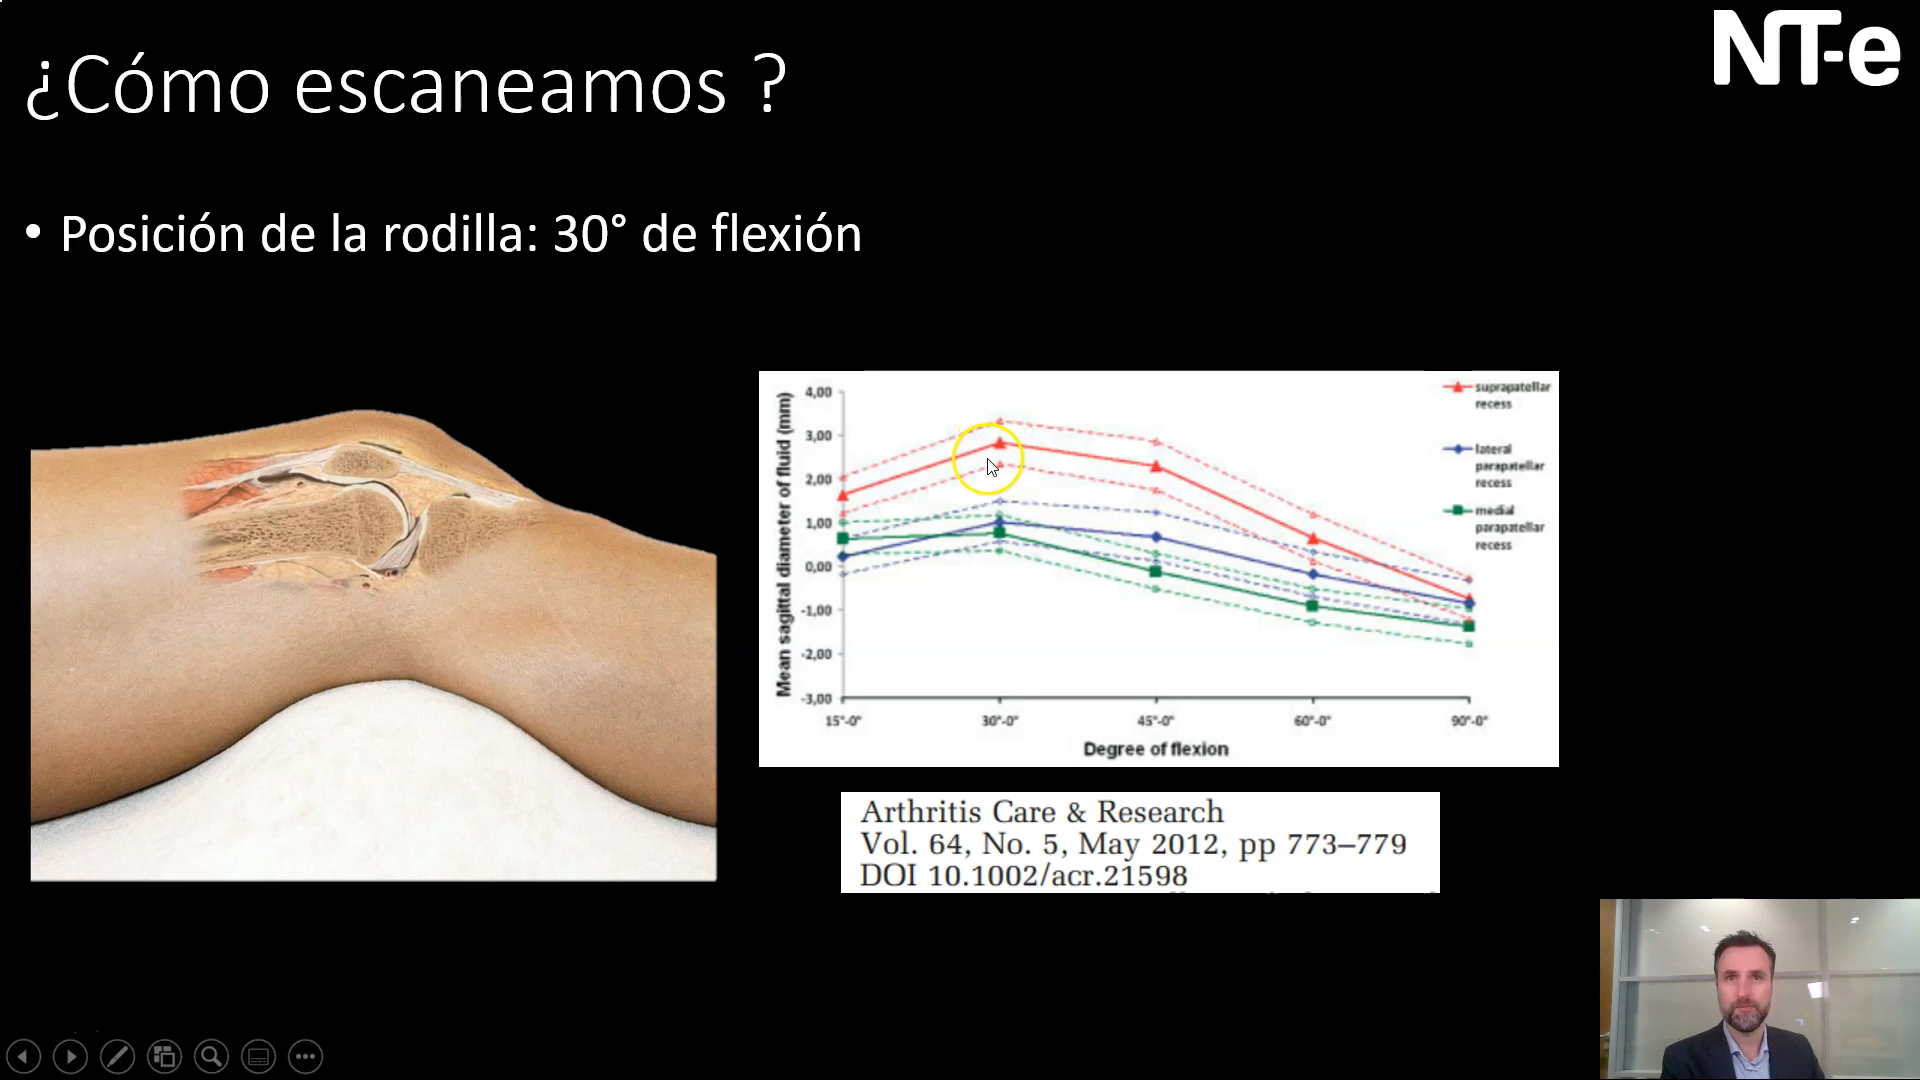 ¿Cómo escaneamos ?
NT-e
• Posición de la rodilla: 30° de flexión
Mean sagittal diameter of fluid (mm)
4,00
3,00
2,00
1,00
0,00
-1,00
-2,00
-3,00
15°-0°
30°-0°
45°-0°
60°-0°
90°-0°
Degree of flexion
suprapatellar
recess
lateral
parapatellar
recess
medial
parapatellar
recess
Arthritis Care & Research
Vol. 64, No. 5, May 2012, pp 773–779
DOI 10.1002/acr.21598